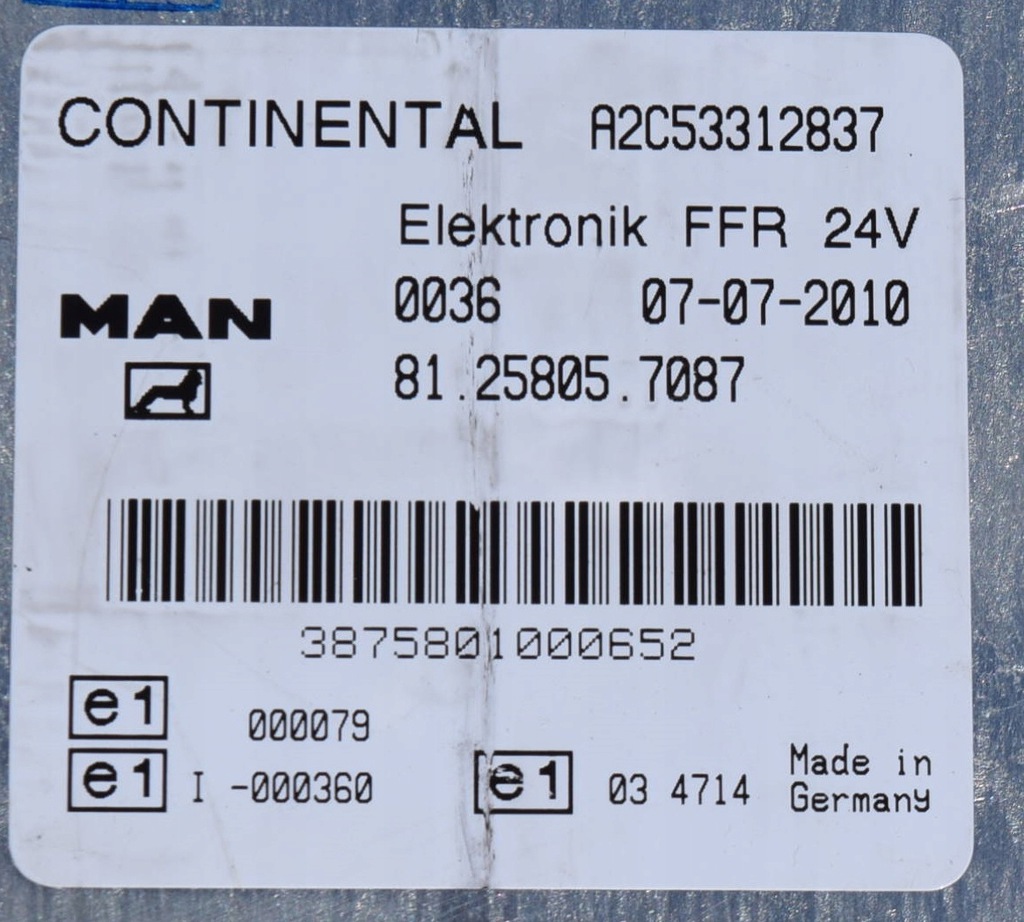 CONTINENTAL A2C53312837
Elektronik FFR 24V
MAN
0036 07-07-2010
81.25805.7087
3875801000652
e1 000079
e1 I -000360
e1 03 4714
Made in
Germany